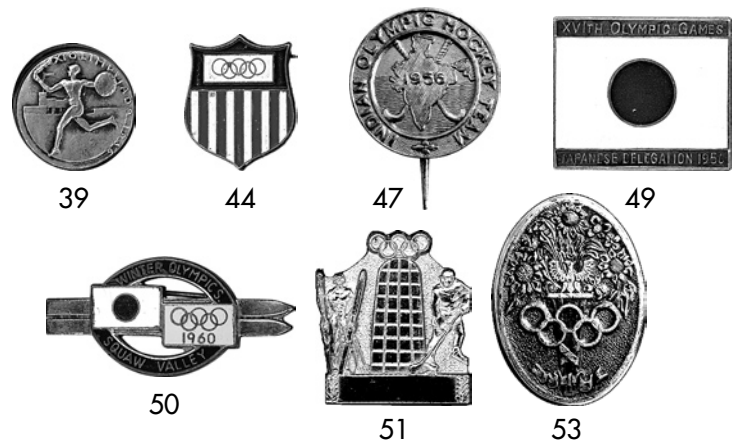 39
44
INDIAN OLYMPIC HOCKEY TEAM
1956
47
XVITH OLYMPIC GAMES
JAPANESE DELEGATION 1956
49
WINTER OLYMPICS
1960
SQUAW VALLEY
50
51
53